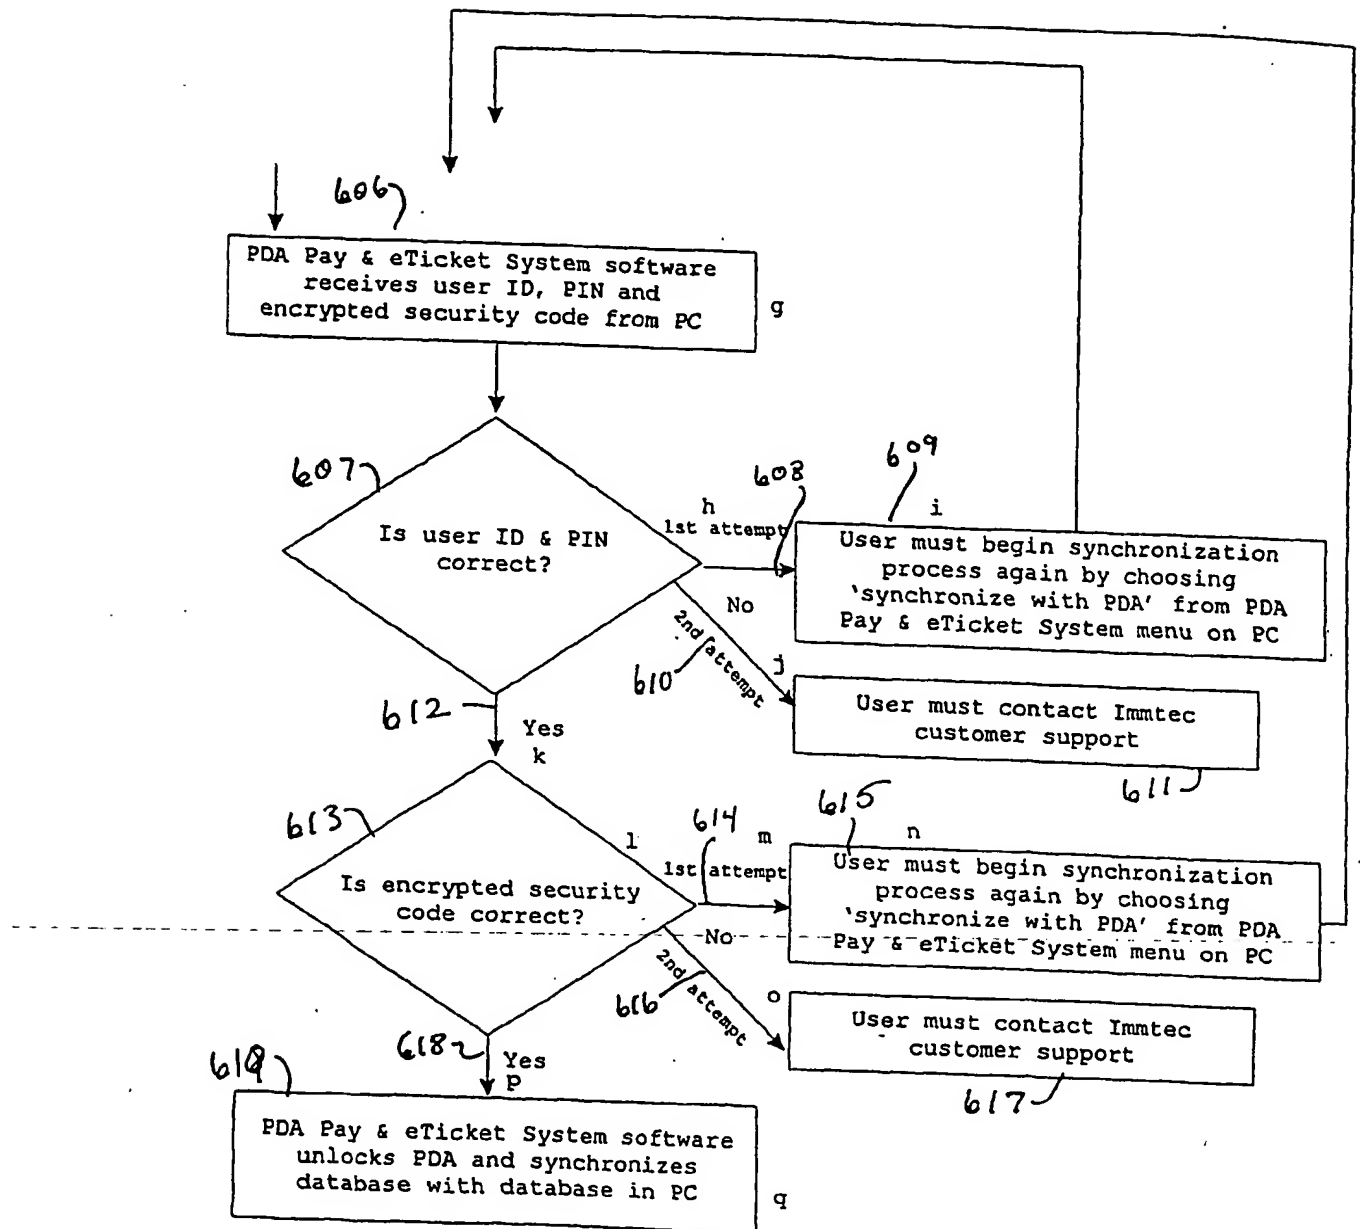 606
PDA Pay & eTicket System software
receives user ID, PIN and
encrypted security code from PC
g
607
Is user ID & PIN
correct?
h
1st attempt
608
609
i
User must begin synchronization
process again by choosing
'synchronize with PDA' from PDA
Pay & eTicket System menu on PC
No
2nd attempt
610
j
User must contact Immtec
customer support
611
612
Yes
k
613
Is encrypted security
code correct?
l
1st attempt
614
m
615
n
User must begin synchronization
process again by choosing
'synchronize with PDA' from PDA
Pay & eTicket System menu on PC
No
2nd attempt
616
o
User must contact Immtec
customer support
617
618
Yes
p
619
PDA Pay & eTicket System software
unlocks PDA and synchronizes
database with database in PC
q